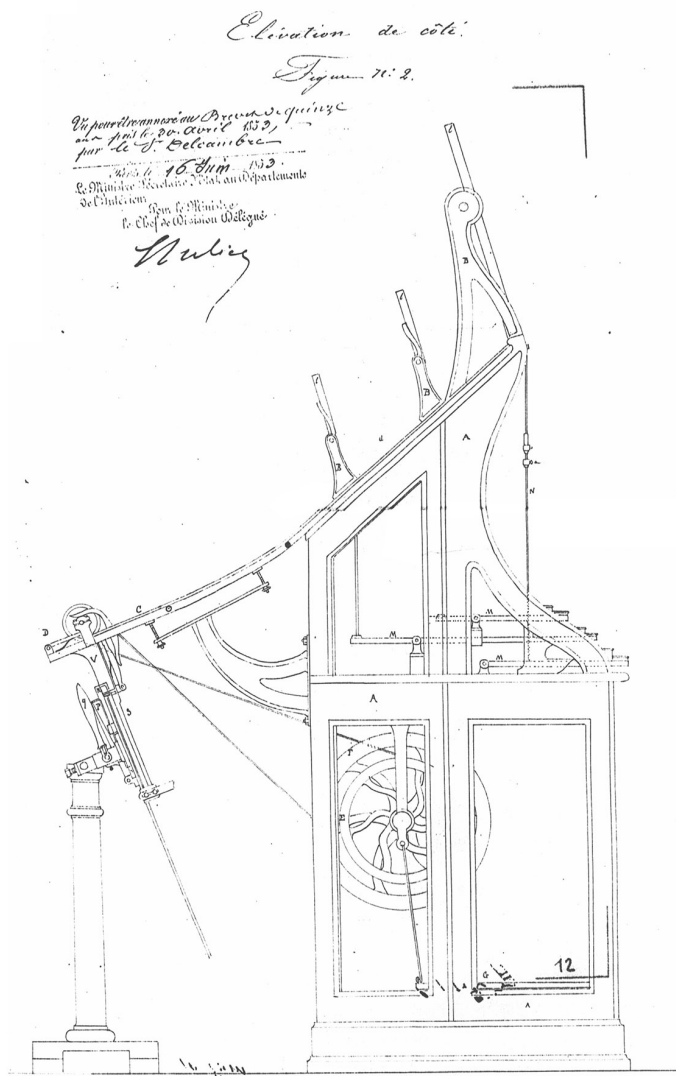 Elévation de côté.
Figure N.° 2.
Vu pour être annexé au Brevet de quinze
ans pris le 30 avril 1853,
par le Sr. Delcambre
Paris le 16 Juin 1853.
Le Ministre Secrétaire d'Etat au Département
de l'Intérieur
Pour le Ministre
le Chef de Division Délégué
l
B
l
B
l
B
d
A
N
C
D
V
M
M
M
S
A
B
G
12
A